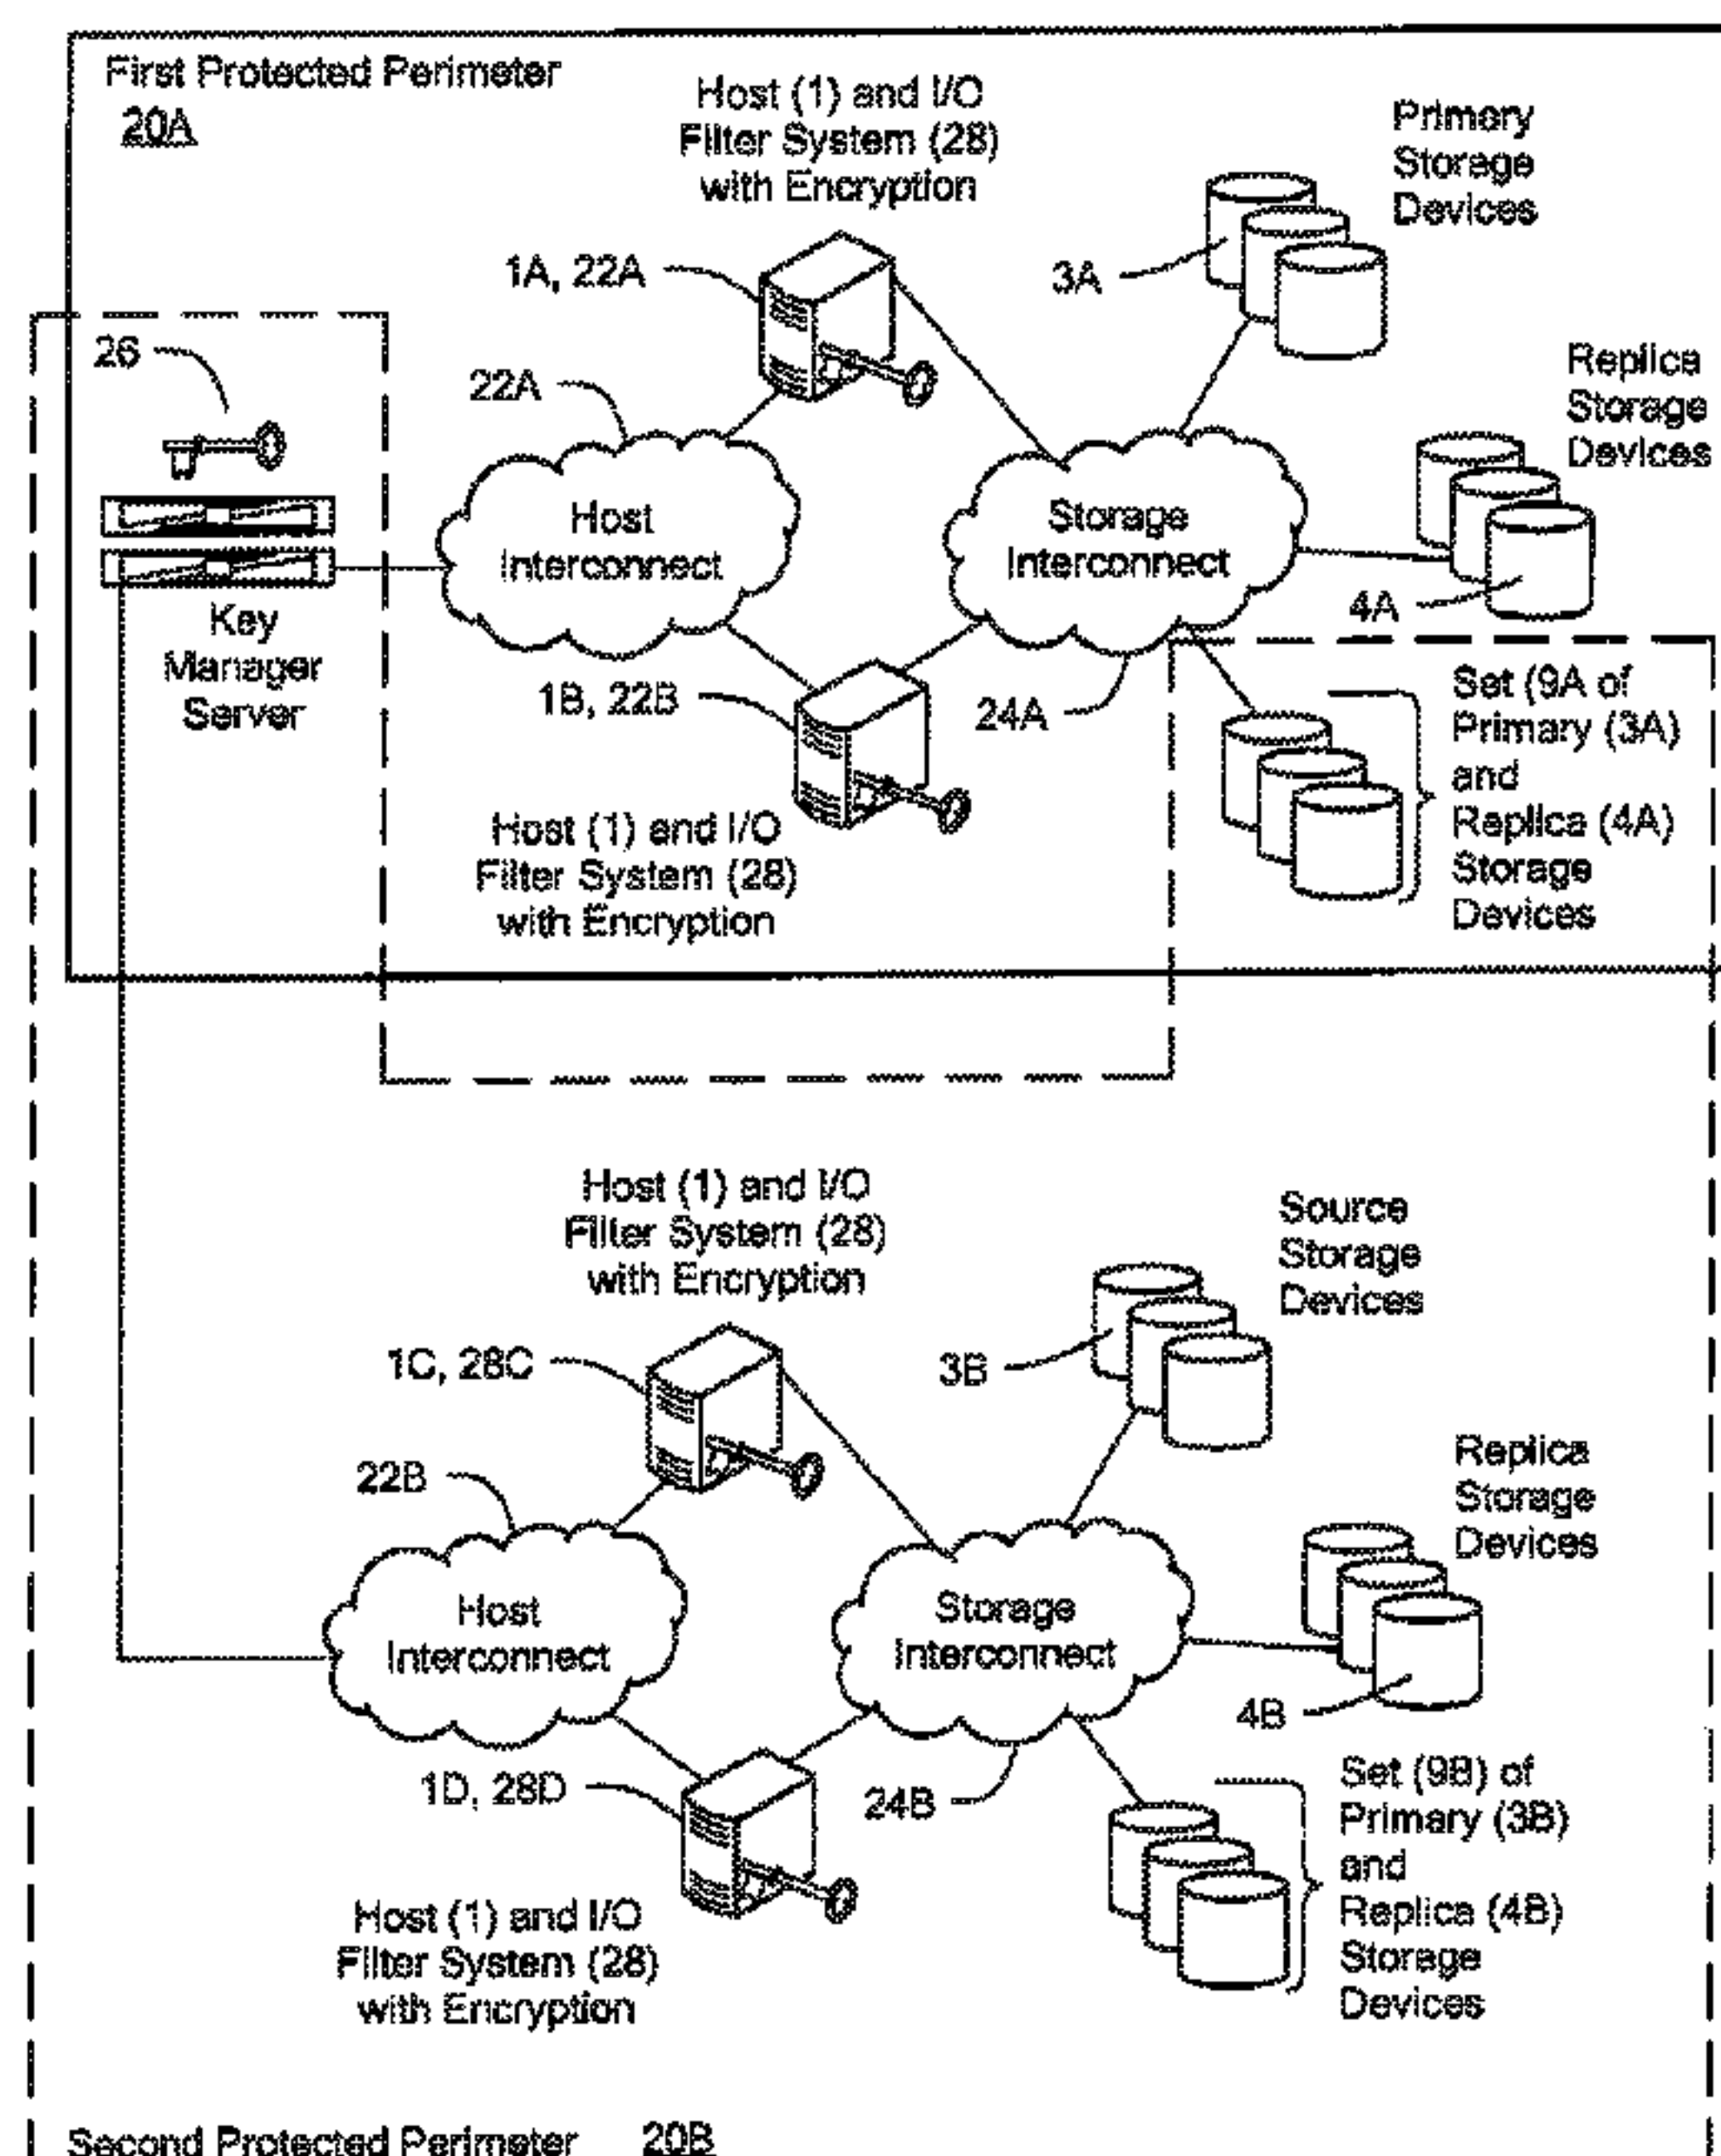 First Protected Perimeter
20A
Host (1) and I/O
Filter System (28)
with Encryption
Primary
Storage
Devices
1A, 22A
3A
26
22A
Replica
Storage
Devices
Host
Interconnect
Storage
Interconnect
4A
Key
Manager
Server
1B, 22B
24A
Set (9A of
Primary (3A)
and
Replica (4A)
Storage
Devices
Host (1) and I/O
Filter System (28)
with Encryption
Host (1) and I/O
Filter System (28)
with Encryption
Source
Storage
Devices
1C, 28C
3B
22B
Replica
Storage
Devices
Host
Interconnect
Storage
Interconnect
4B
1D, 28D
24B
Set (9B) of
Primary (3B)
and
Replica (4B)
Storage
Devices
Host (1) and I/O
Filter System (28)
with Encryption
Second Protected Perimeter 20B